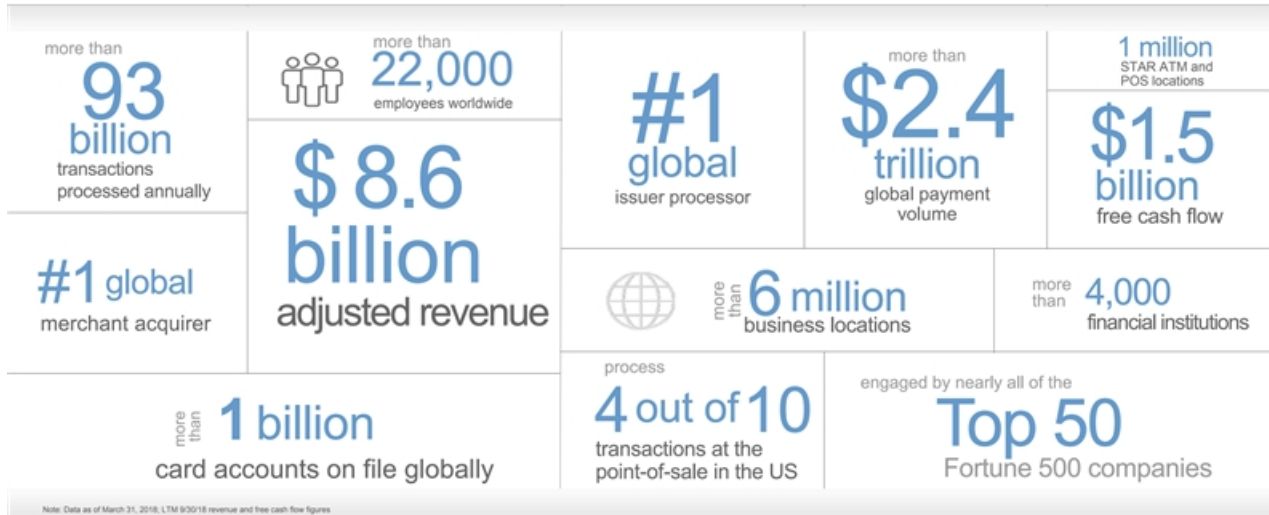 more than
93
billion
transactions
processed annually
more than
22,000
employees worldwide
$ 8.6
billion
adjusted revenue
#1 global
merchant acquirer
more than
1 billion
card accounts on file globally
#1
global
issuer processor
more than
$2.4
trillion
global payment
volume
1 million
STAR ATM and
POS locations
$1.5
billion
free cash flow
more than
6 million
business locations
more
than
4,000
financial institutions
process
4 out of 10
transactions at the
point-of-sale in the US
engaged by nearly all of the
Top 50
Fortune 500 companies
Note: Data as of March 31, 2018; LTM 9/30/18 revenue and free cash flow figures